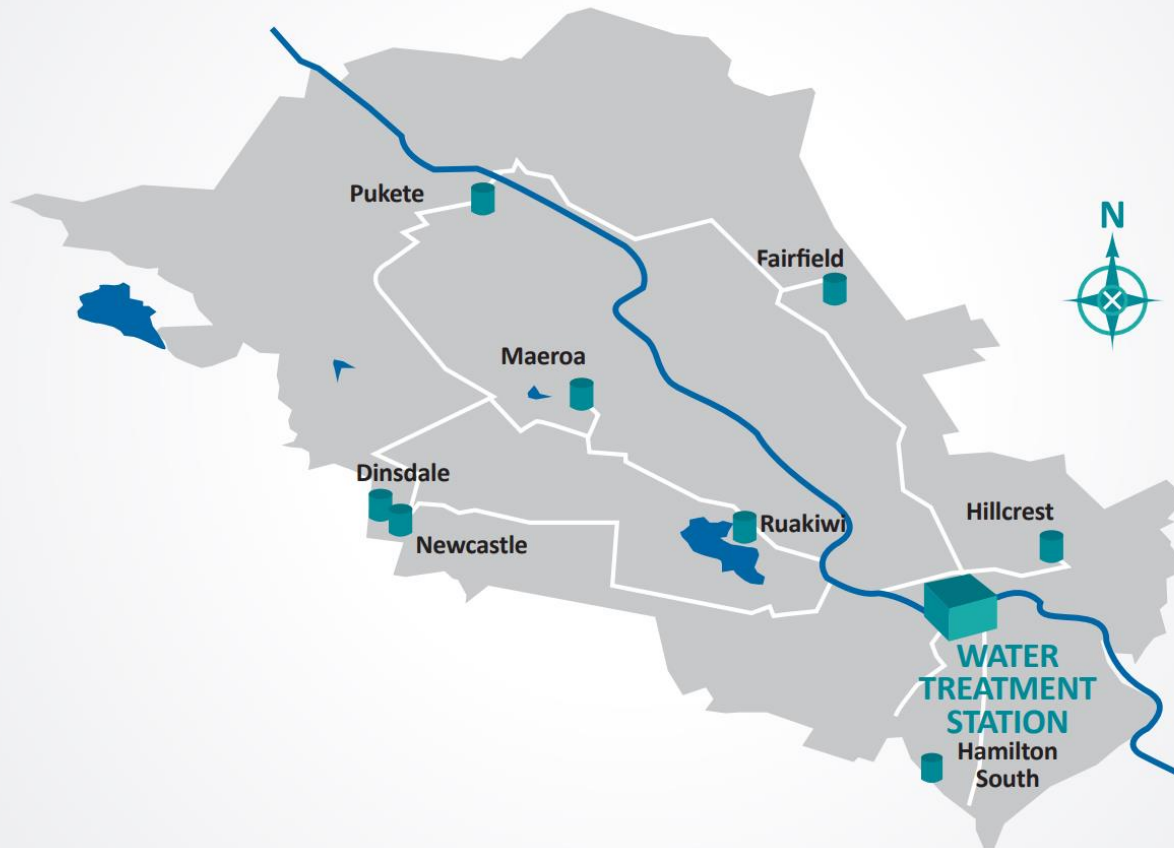 N
Pukete
Fairfield
Maeroa
Dinsdale
Newcastle
Ruakiwi
Hillcrest
WATER
TREATMENT
STATION
Hamilton
South